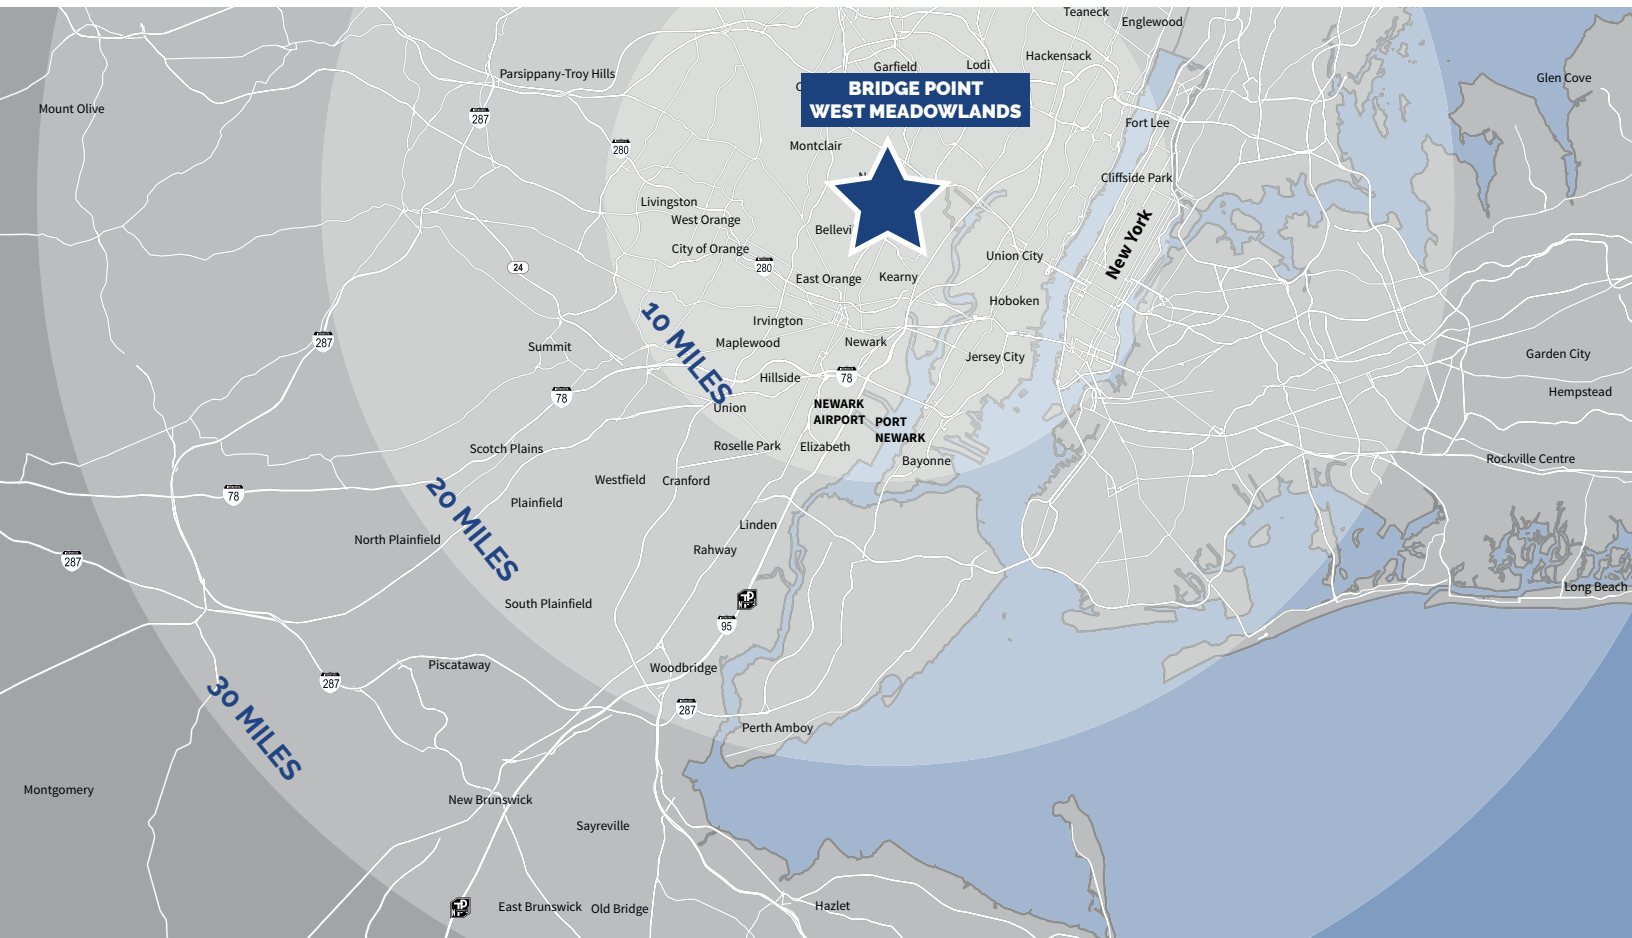 Teaneck
Englewood
Garfield
Lodi
Hackensack
Parsippany-Troy Hills
Glen Cove
Mount Olive
BRIDGE POINT
WEST MEADOWLANDS
287
Fort Lee
280
Montclair
Cliffside Park
Livingston
West Orange
Bellevi
City of Orange
New York
Union City
24
280
East Orange
Kearny
Hoboken
10 MILES
Irvington
287
Summit
Maplewood
Newark
Jersey City
Garden City
Hillside
78
78
Hempstead
Union
NEWARK
AIRPORT
PORT
NEWARK
Scotch Plains
Roselle Park
Elizabeth
Bayonne
Rockville Centre
Westfield
Cranford
20 MILES
78
Plainfield
Linden
North Plainfield
Rahway
287
Long Beach
South Plainfield
95
Piscataway
Woodbridge
287
30 MILES
287
Perth Amboy
Montgomery
New Brunswick
Sayreville
East Brunswick
Old Bridge
Hazlet